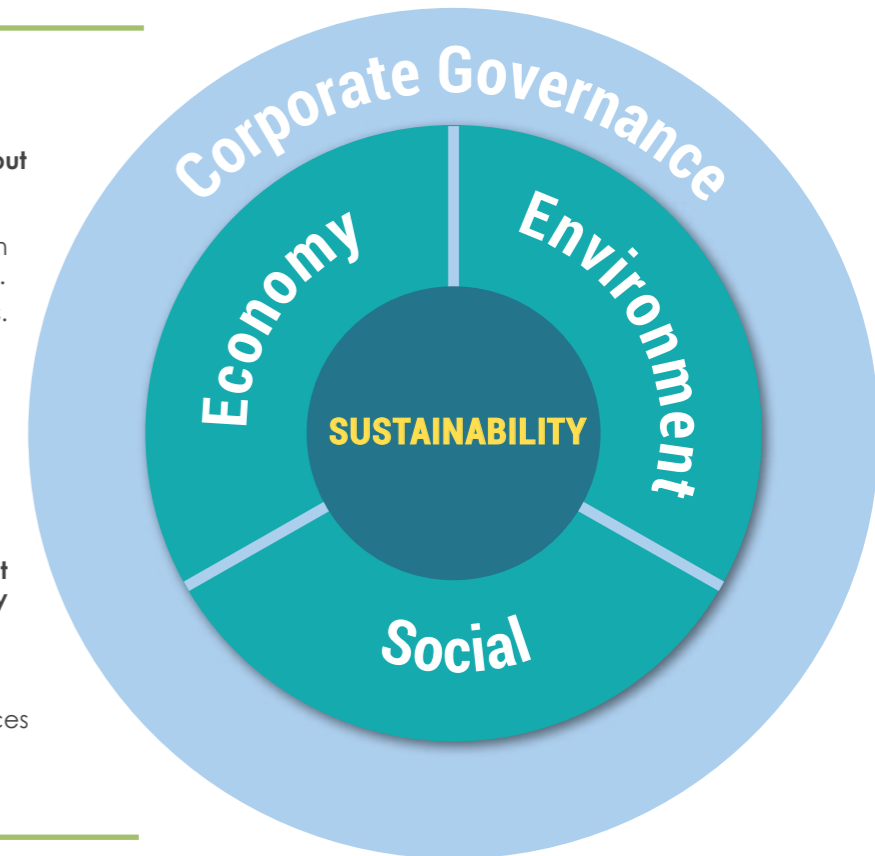 Corporate Governance
Economy
Environment
SUSTAINABILITY
Social